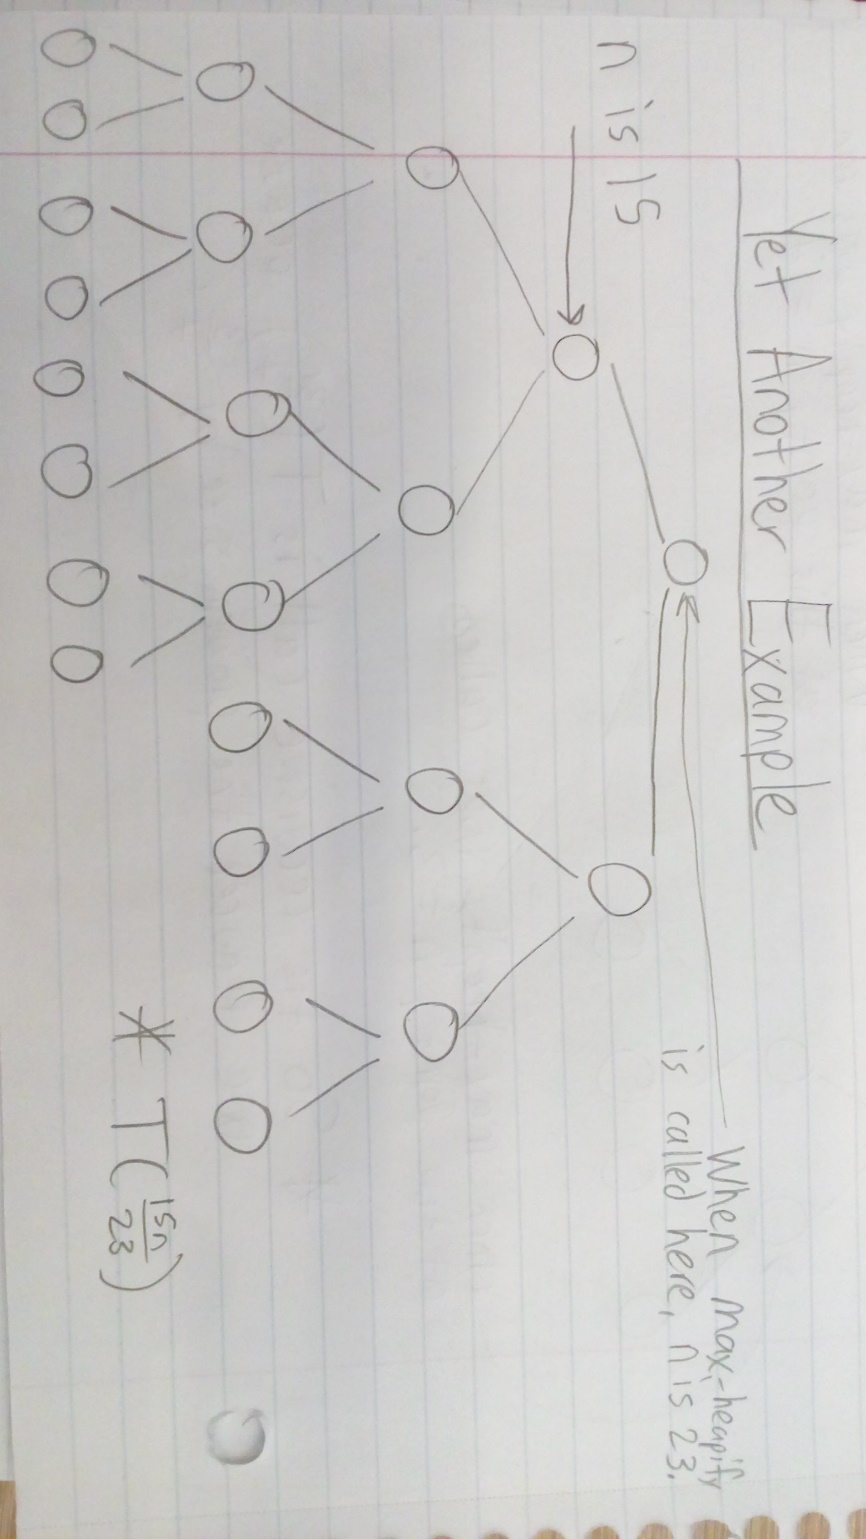 Yet Another Example
When max-heapify
is called here, n is 23.
n is 15
* T(15n/23)